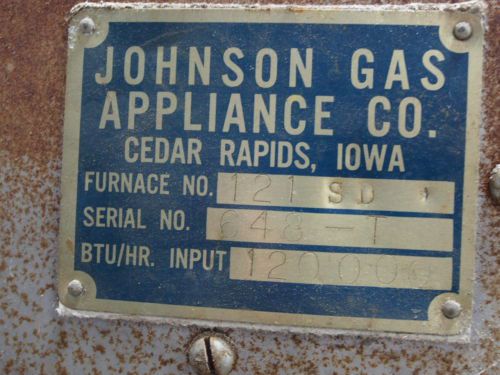 JOHNSON GAS
APPLIANCE CO.
CEDAR RAPIDS, IOWA
FURNACE NO. 121 SD
SERIAL NO. 648-T
BTU/HR. INPUT 120000